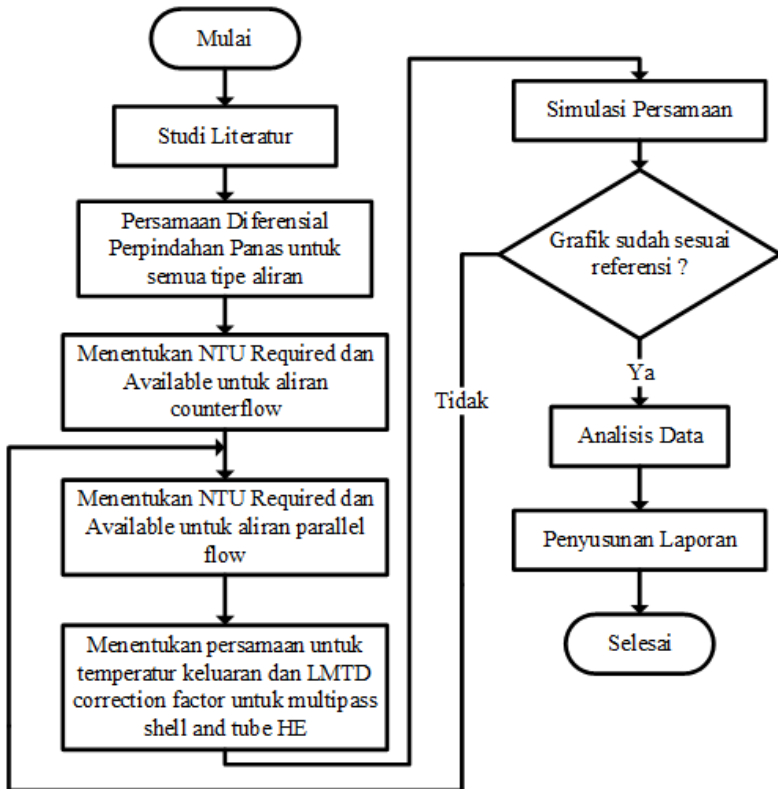 Mulai
Studi Literatur
Persamaan Diferensial
Perpindahan Panas untuk
semua tipe aliran
Menentukan NTU Required dan
Available untuk aliran
counterflow
Menentukan NTU Required dan
Available untuk aliran parallel
flow
Menentukan persamaan untuk
temperatur keluaran dan LMTD
correction factor untuk multipass
shell and tube HE
Simulasi Persamaan
Grafik sudah sesuai
referensi ?
Tidak
Ya
Analisis Data
Penyusunan Laporan
Selesai